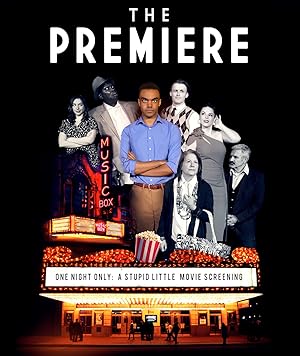 THE
PREMIERE
MUSIC
BOX
ONE NIGHT ONLY: A STUPID LITTLE MOVIE SCREENING